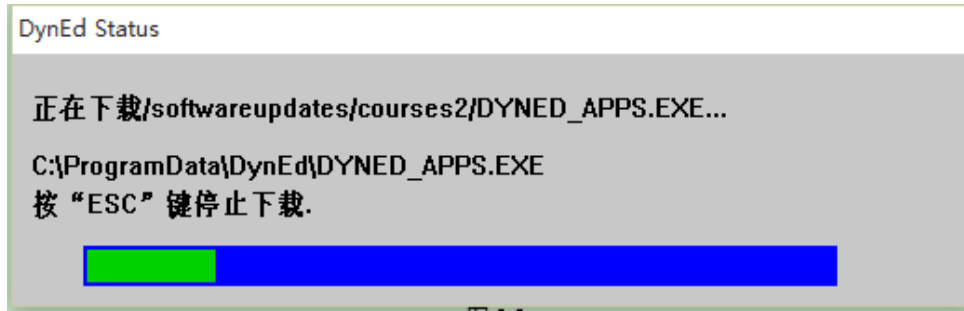 DynEd Status
正在下载/softwareupdates/courses2/DYNED_APPS.EXE...
C:\ProgramData\DynEd\DYNED_APPS.EXE
按“ESC”键停止下载.